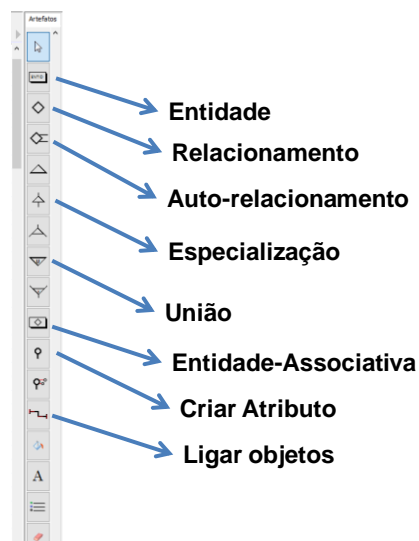 Artefatos
Entidade
Relacionamento
Auto-relacionamento
Especialização
União
Entidade-Associativa
Criar Atributo
Ligar objetos
A